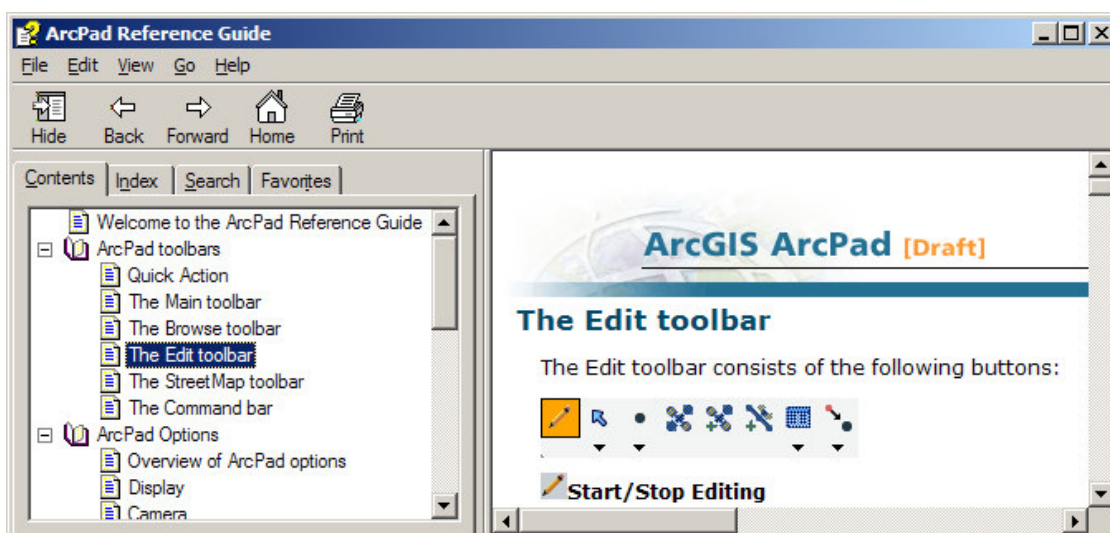 ArcPad Reference Guide
File Edit View Go Help
Hide Back Forward Home Print
Contents Index Search Favorites
Welcome to the ArcPad Reference Guide
ArcPad toolbars
Quick Action
The Main toolbar
The Browse toolbar
The Edit toolbar
The StreetMap toolbar
The Command bar
ArcPad Options
Overview of ArcPad options
Display
Camera
ArcGIS ArcPad [Draft]
The Edit toolbar
The Edit toolbar consists of the following buttons:
Start/Stop Editing